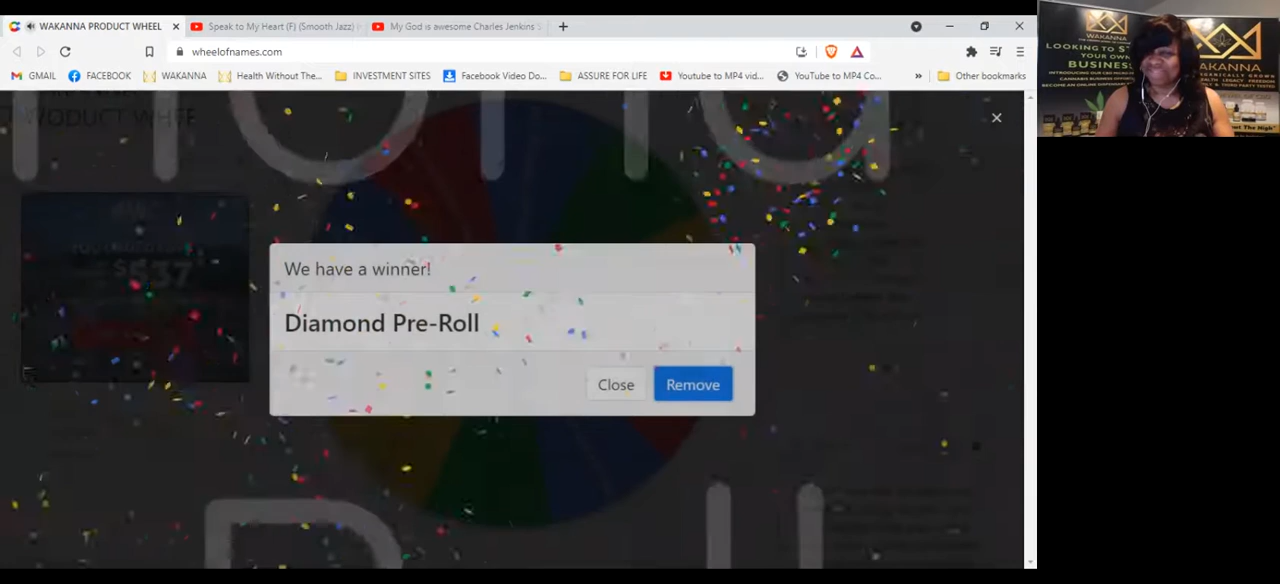 WAKANNA PRODUCT WHEEL
Speak to My Heart (F) (Smooth Jazz)
My God is awesome Charles Jenkins
wheelofnames.com
GMAIL
FACEBOOK
WAKANNA
Health Without The...
INVESTMENT SITES
Facebook Video Do...
ASSURE FOR LIFE
Youtube to MP4 vid...
YouTube to MP4 Co...
Other bookmarks
$537
We have a winner!
Diamond Pre-Roll
Close
Remove
WAKANNA
LOOKING TO
YOUR OWN
BUSINESS
WAKANNA